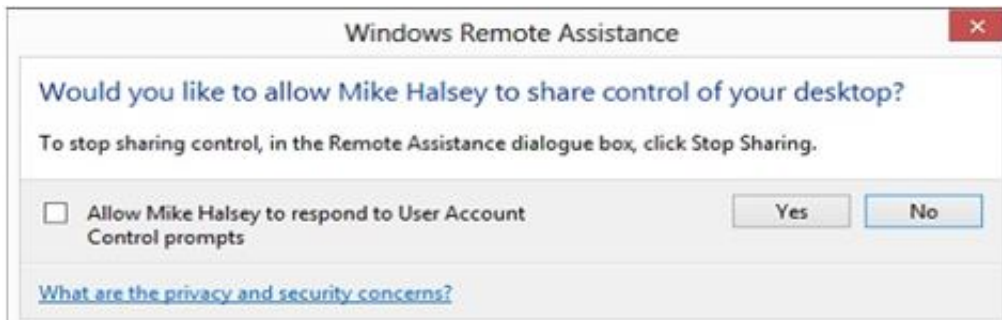 Windows Remote Assistance
Would you like to allow Mike Halsey to share control of your desktop?
To stop sharing control, in the Remote Assistance dialogue box, click Stop Sharing.
Allow Mike Halsey to respond to User Account
Control prompts
Yes
No
What are the privacy and security concerns?